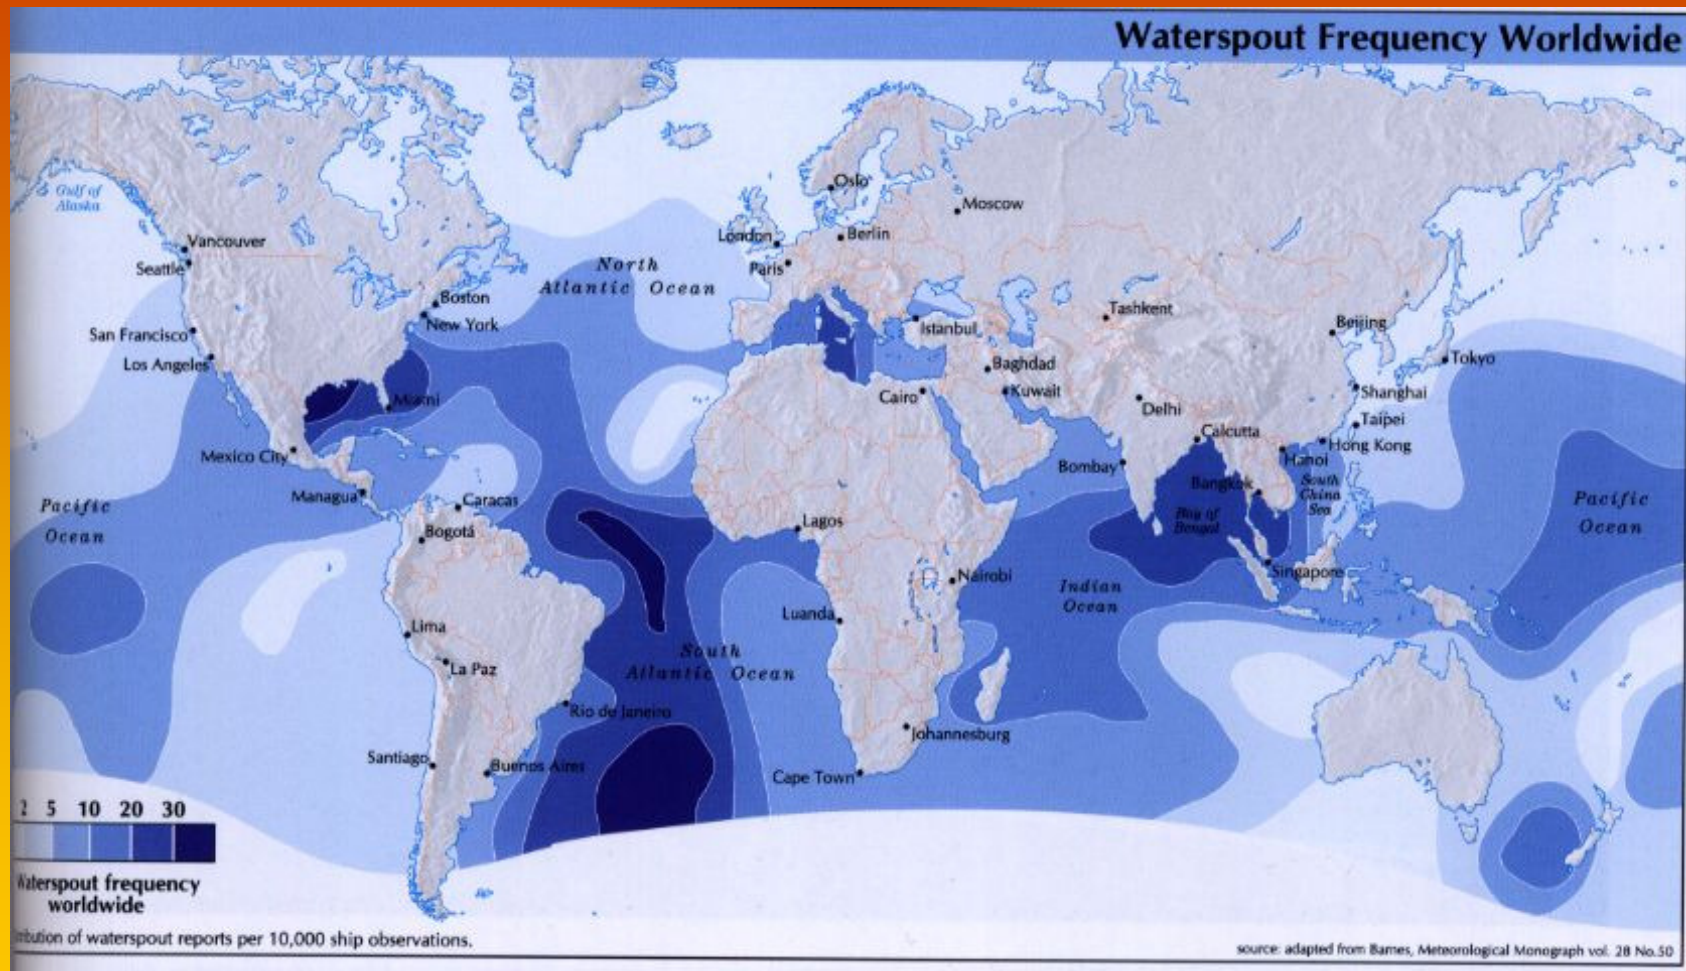 Waterspout Frequency Worldwide
Gulf of
Alaska
Vancouver
Seattle
San Francisco
Los Angeles
Boston
New York
Miami
Mexico City
Managua
Caracas
Bogotá
Lima
La Paz
Rio de Janeiro
Santiago
Buenos Aires
Pacific
Ocean
North
Atlantic Ocean
South
Atlantic Ocean
Oslo
Moscow
London
Berlin
Paris
Istanbul
Tashkent
Beijing
Tokyo
Baghdad
Cairo
Kuwait
Delhi
Shanghai
Taipei
Calcutta
Hong Kong
Hanoi
Bombay
Bangkok
South
China
Sea
Bay of
Bengal
Lagos
Nairobi
Indian
Ocean
Singapore
Luanda
Johannesburg
Cape Town
Pacific
Ocean
2 5 10 20 30
Waterspout frequency
worldwide
of waterspout reports per 10,000 ship observations.
source: adapted from Barnes, Meteorological Monograph vol. 28 No.50